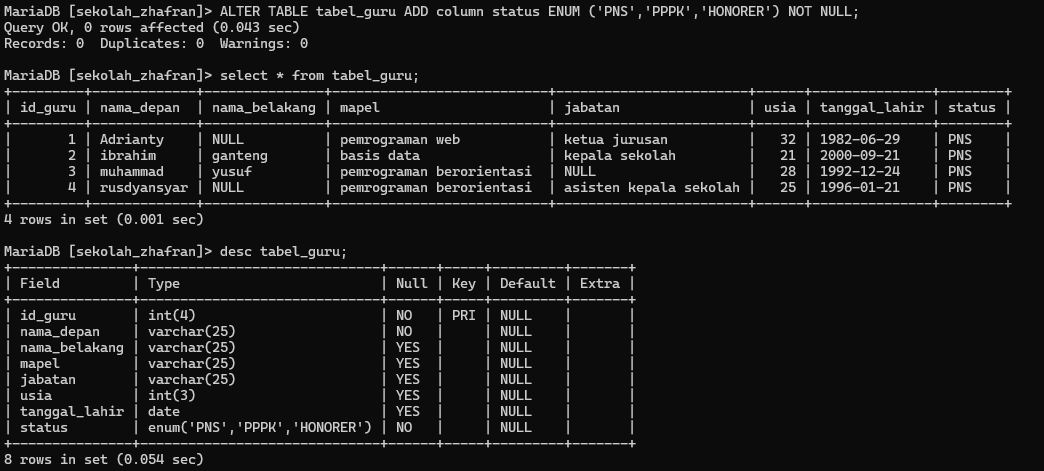 MariaDB [sekolah_zhafran]> ALTER TABLE tabel_guru ADD column status ENUM ('PNS','PPPK','HONORER') NOT NULL;
Query OK, 0 rows affected (0.043 sec)
Records: 0  Duplicates: 0  Warnings: 0

MariaDB [sekolah_zhafran]> select * from tabel_guru;
+---------+------------+---------------+---------------------------+------------------------+------+---------------+--------+
| id_guru | nama_depan | nama_belakang | mapel                     | jabatan                | usia | tanggal_lahir | status |
+---------+------------+---------------+---------------------------+------------------------+------+---------------+--------+
|       1 | Adrianty   | NULL          | pemrograman web           | ketua jurusan          |   32 | 1982-06-29    | PNS    |
|       2 | ibrahim    | ganteng       | basis data                | kepala sekolah         |   21 | 2000-09-21    | PNS    |
|       3 | muhammad   | yusuf         | pemrograman berorientasi  | NULL                   |   28 | 1992-12-24    | PNS    |
|       4 | rusdyansyar | NULL          | pemrograman berorientasi  | asisten kepala sekolah |   25 | 1996-01-21    | PNS    |
+---------+------------+---------------+---------------------------+------------------------+------+---------------+--------+
4 rows in set (0.001 sec)

MariaDB [sekolah_zhafran]> desc tabel_guru;
+---------------+------------------------------+------+-----+---------+-------+
| Field         | Type                         | Null | Key | Default | Extra |
+---------------+------------------------------+------+-----+---------+-------+
| id_guru       | int(4)                       | NO   | PRI | NULL    |       |
| nama_depan    | varchar(25)                  | NO   |     | NULL    |       |
| nama_belakang | varchar(25)                  | YES  |     | NULL    |       |
| mapel         | varchar(25)                  | YES  |     | NULL    |       |
| jabatan       | varchar(25)                  | YES  |     | NULL    |       |
| usia          | int(3)                       | YES  |     | NULL    |       |
| tanggal_lahir | date                         | YES  |     | NULL    |       |
| status        | enum('PNS','PPPK','HONORER') | NO   |     | NULL    |       |
+---------------+------------------------------+------+-----+---------+-------+
8 rows in set (0.054 sec)